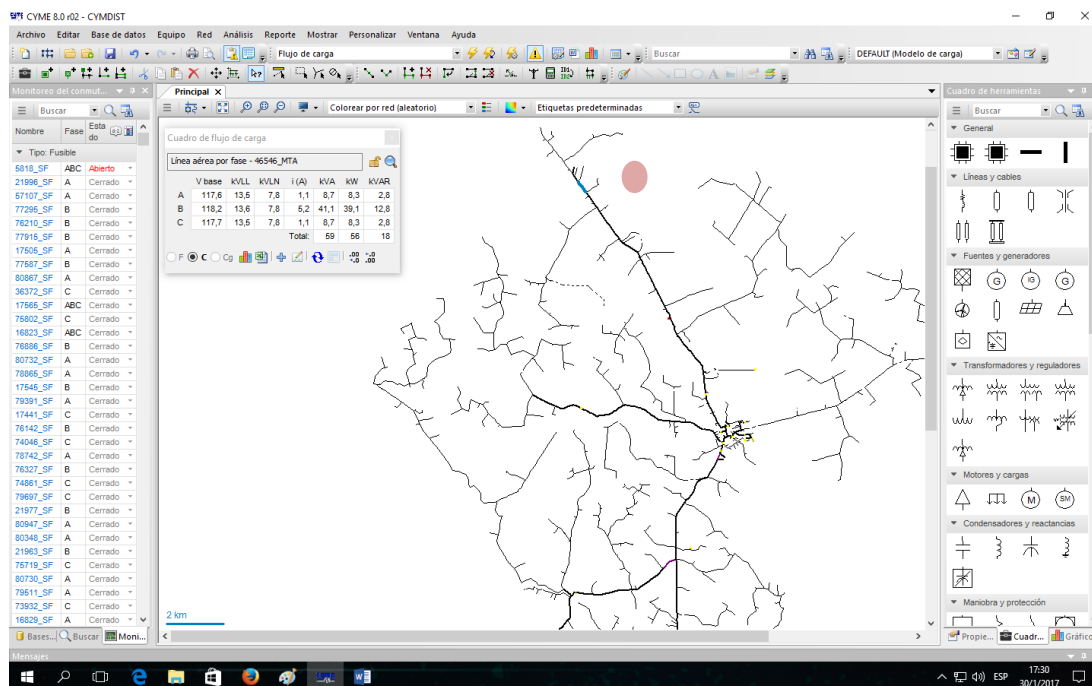 CYME 8.0 r02 - CYMDIST
Archivo Editar Base de datos Equipo Red Análisis Reporte Mostrar Personalizar Ventana Ayuda
Flujo de carga Buscar DEFAULT (Modelo de carga)
Monitoreo del conmut...
Buscar
Nombre Fase Esta do
Tipo: Fusible
5818_SF ABC Abierto
21996_SF A Cerrado
57107_SF A Cerrado
77295_SF B Cerrado
76210_SF B Cerrado
77915_SF B Cerrado
17505_SF A Cerrado
77587_SF B Cerrado
80867_SF A Cerrado
36372_SF C Cerrado
17565_SF ABC Cerrado
75802_SF C Cerrado
16823_SF ABC Cerrado
76886_SF B Cerrado
80732_SF A Cerrado
78865_SF A Cerrado
17545_SF B Cerrado
79391_SF A Cerrado
17441_SF C Cerrado
76142_SF B Cerrado
74046_SF C Cerrado
78742_SF A Cerrado
76327_SF B Cerrado
74861_SF C Cerrado
79697_SF C Cerrado
21977_SF B Cerrado
80947_SF A Cerrado
80348_SF A Cerrado
21963_SF B Cerrado
75719_SF C Cerrado
80730_SF A Cerrado
79511_SF A Cerrado
73932_SF C Cerrado
16829_SF A Cerrado
Bases... Buscar Moni...
Principal X
Colorear por red (aleatorio) Etiquetas predeterminadas
Cuadro de flujo de carga
Línea aérea por fase - 46546_MTA
V base kVLL kVLN i (A) kVA kW kVAR
A 117,6 13,5 7,8 1,1 8,7 8,3 2,8
B 118,2 13,6 7,8 5,2 41,1 39,1 12,8
C 117,7 13,5 7,8 1,1 8,7 8,3 2,8
Total: 59 56 18
F C Cg
2 km
Cuadro de herramientas
Buscar
General
Líneas y cables
Fuentes y generadores
G IG G
Transformadores y reguladores
Motores y cargas
M SM
Condensadores y reactancias
Maniobra y protección
Propie... Cuadr... Gráfico
Mensajes
ESP
17:30
30/1/2017